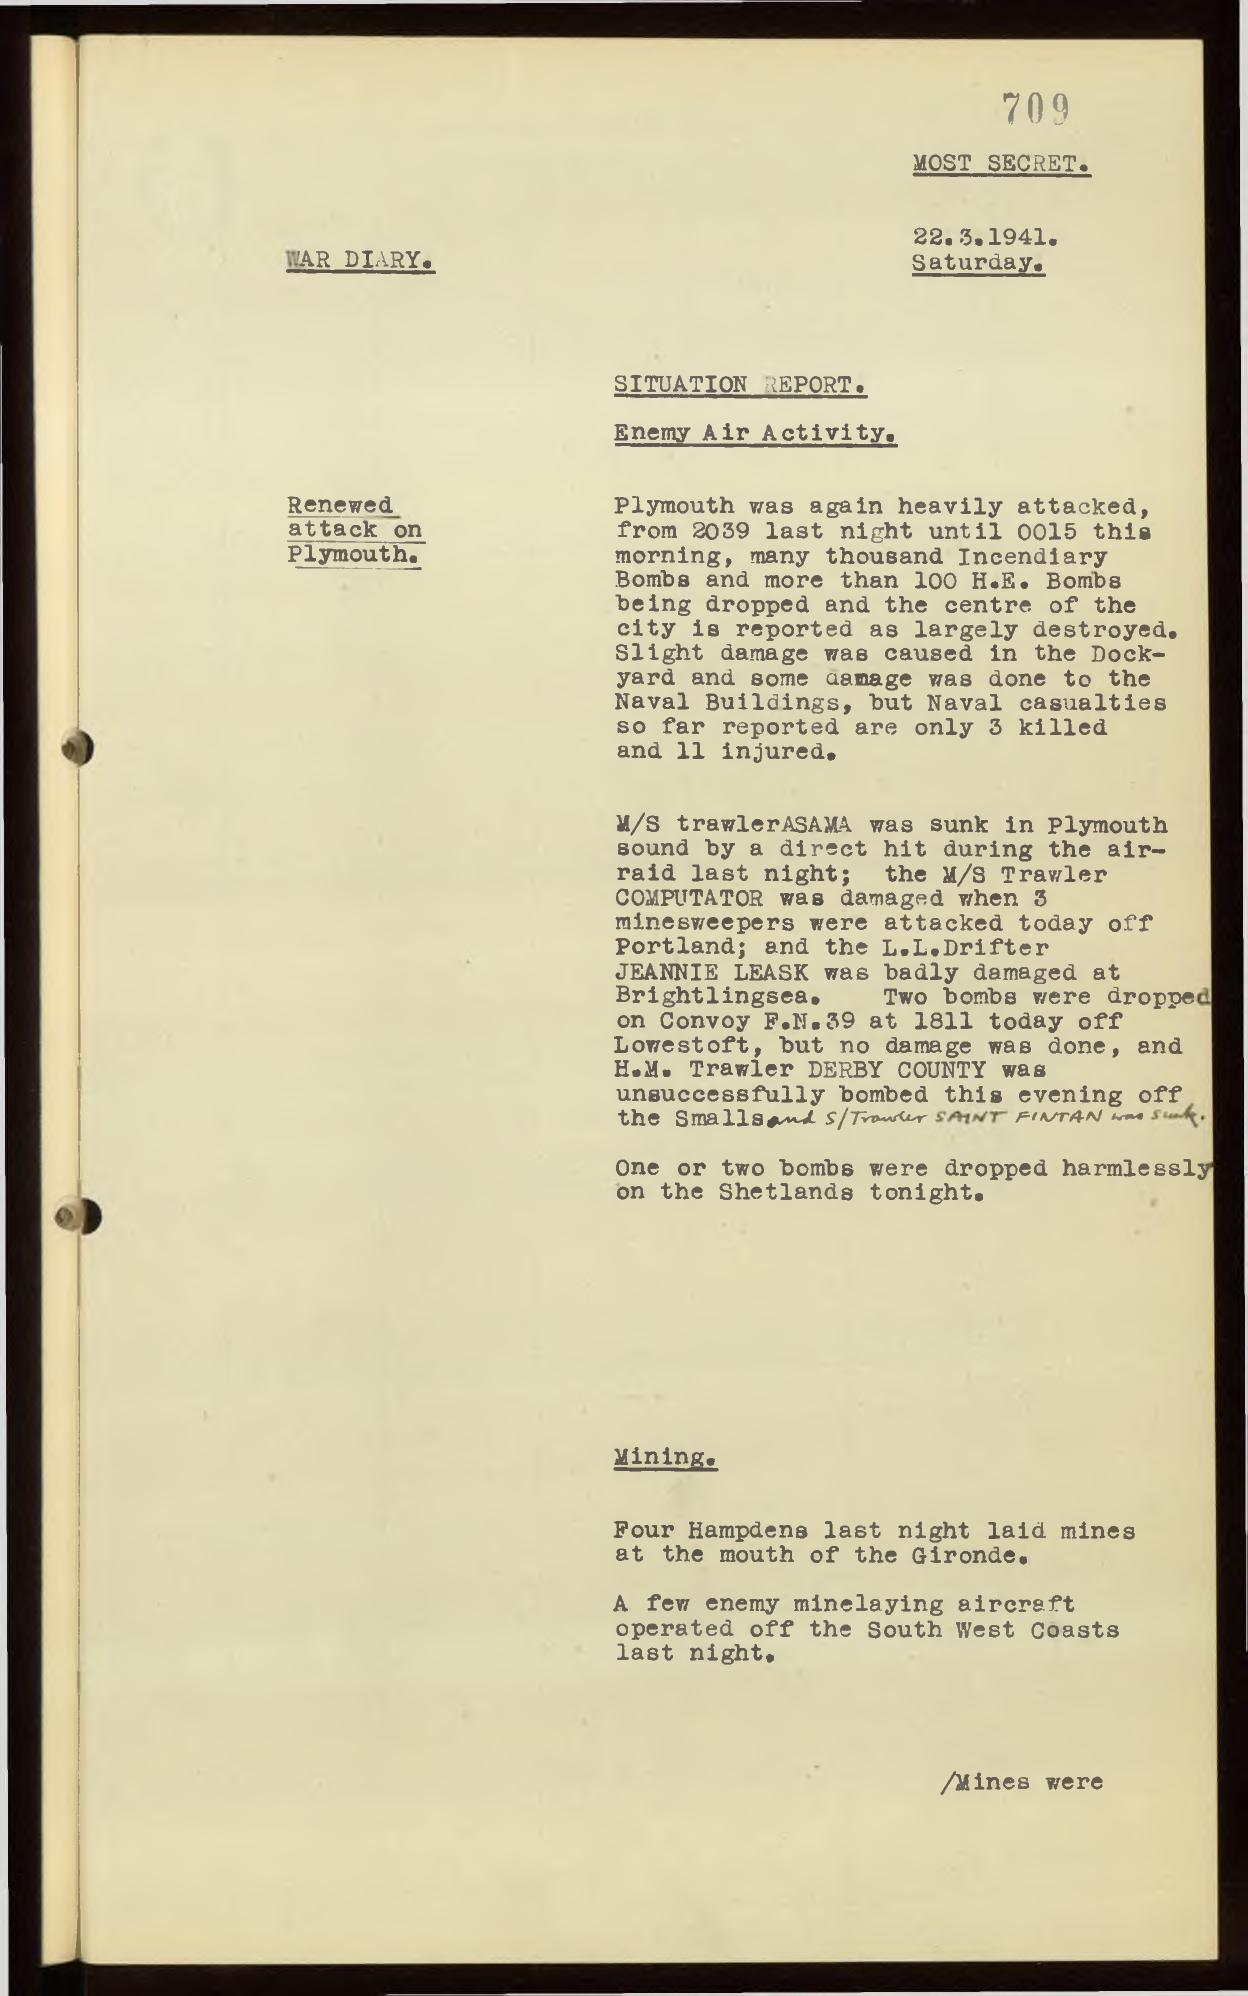 709
MOST SECRET.
22.3.1941.
Saturday.
WAR DIARY.
SITUATION REPORT.
Enemy Air Activity.
Renewed
attack on
Plymouth.
Plymouth was again heavily attacked,
from 2039 last night until 0015 this
morning, many thousand Incendiary
Bombs and more than 100 H.E. Bombs
being dropped and the centre of the
city is reported as largely destroyed.
Slight damage was caused in the Dock-
yard and some damage was done to the
Naval Buildings, but Naval casualties
so far reported are only 3 killed
and 11 injured.
M/S trawlerASAMA was sunk in Plymouth
sound by a direct hit during the air-
raid last night; the M/S Trawler
COMPUTATOR was damaged when 3
minesweepers were attacked today off
Portland; and the L.L.Drifter
JEANNIE LEASK was badly damaged at
Brightlingsea. Two bombs were dropped
on Convoy F.N.39 at 1811 today off
Lowestoft, but no damage was done, and
H.M. Trawler DERBY COUNTY was
unsuccessfully bombed this evening off
the Smalls and S/Trawler SAINT FINTAN was sunk.
One or two bombs were dropped harmlessly
on the Shetlands tonight.
Mining.
Four Hampdens last night laid mines
at the mouth of the Gironde.
A few enemy minelaying aircraft
operated off the South West Coasts
last night.
/Mines were